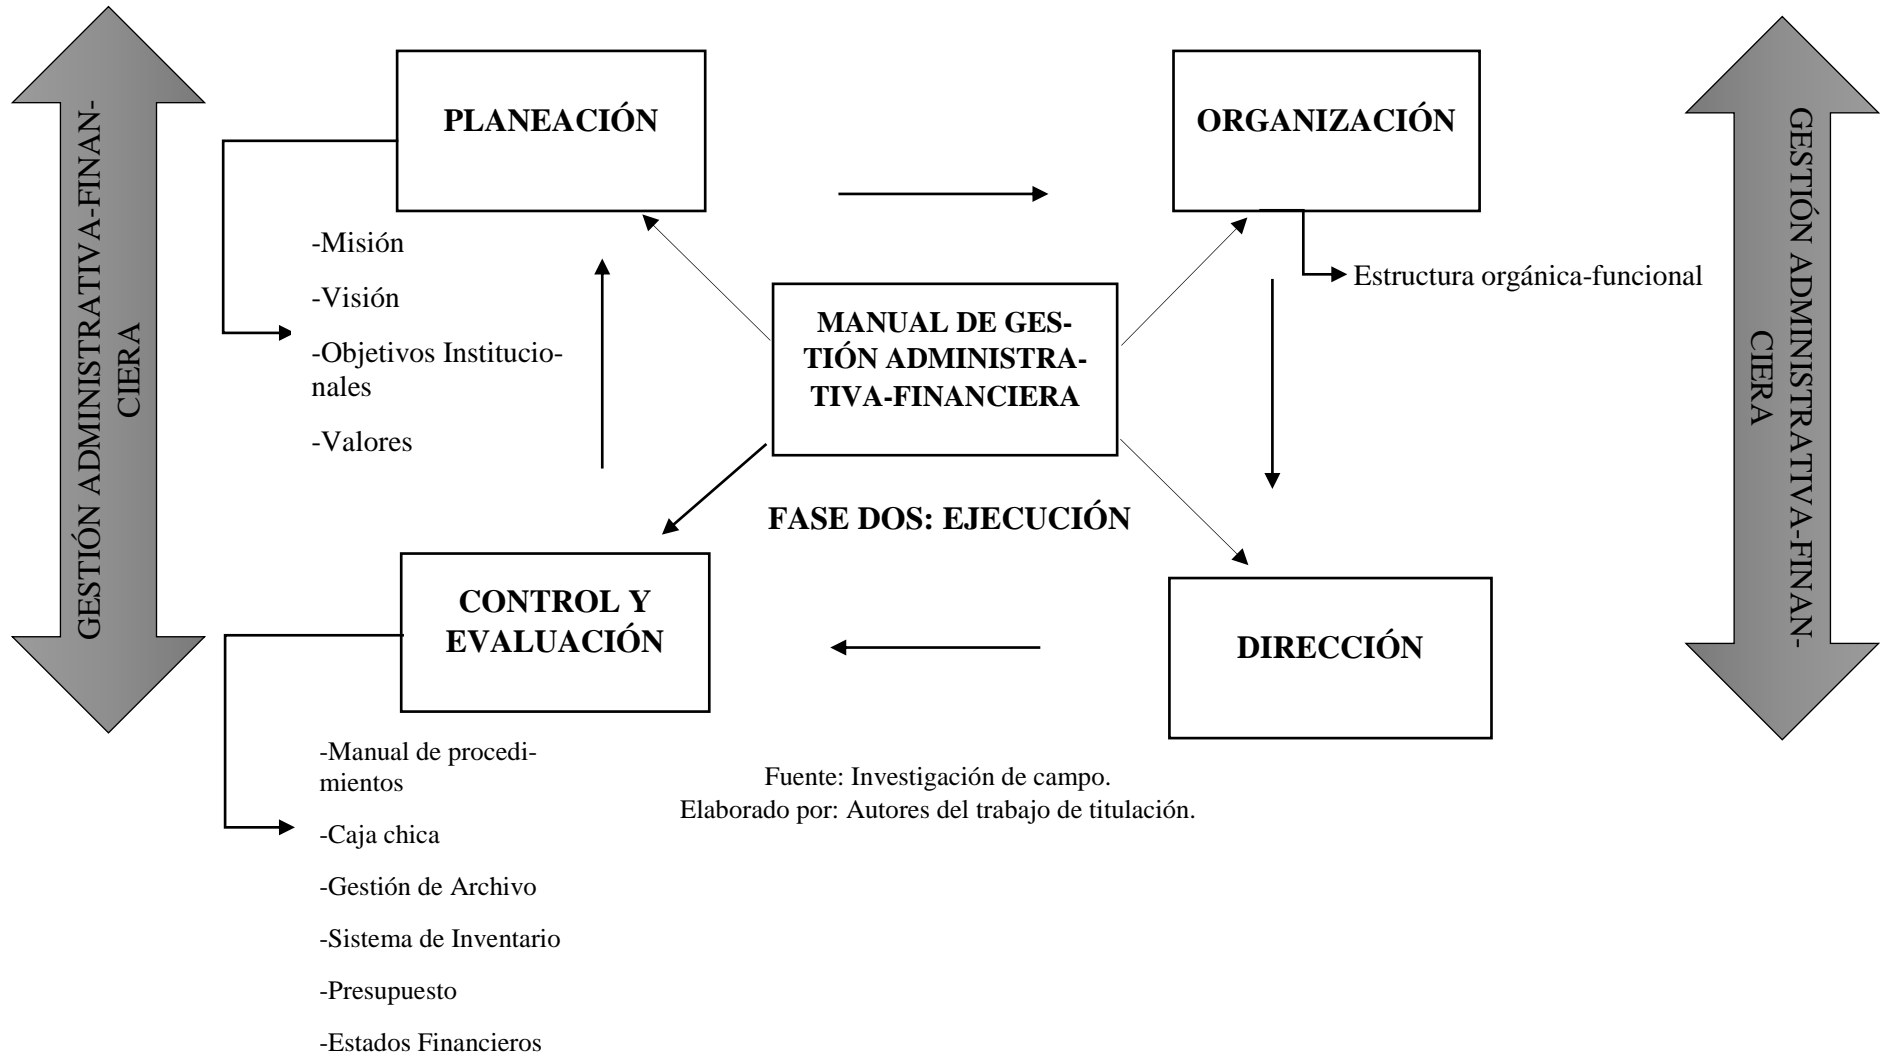 GESTIÓN ADMINISTRATIVA-FINAN-
CIERA
PLANEACIÓN
ORGANIZACIÓN
GESTIÓN ADMINISTRATIVA-FINAN-
CIERA
-Misión
-Visión
-Objetivos Institucio-
nales
-Valores
Estructura orgánica-funcional
MANUAL DE GES-
TIÓN ADMINISTRA-
TIVA-FINANCIERA
FASE DOS: EJECUCIÓN
CONTROL Y
EVALUACIÓN
DIRECCIÓN
-Manual de procedi-
mientos
-Caja chica
-Gestión de Archivo
-Sistema de Inventario
-Presupuesto
-Estados Financieros
Fuente: Investigación de campo.
Elaborado por: Autores del trabajo de titulación.